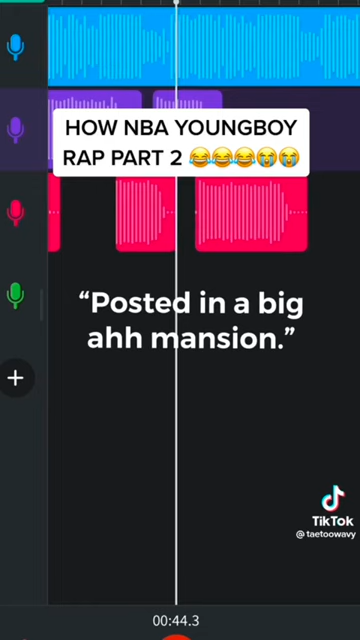 HOW NBA YOUNGBOY
RAP PART 2 😂😂😂😭😭
“Posted in a big
ahh mansion.”
TikTok
@taetoowavy
00:44.3